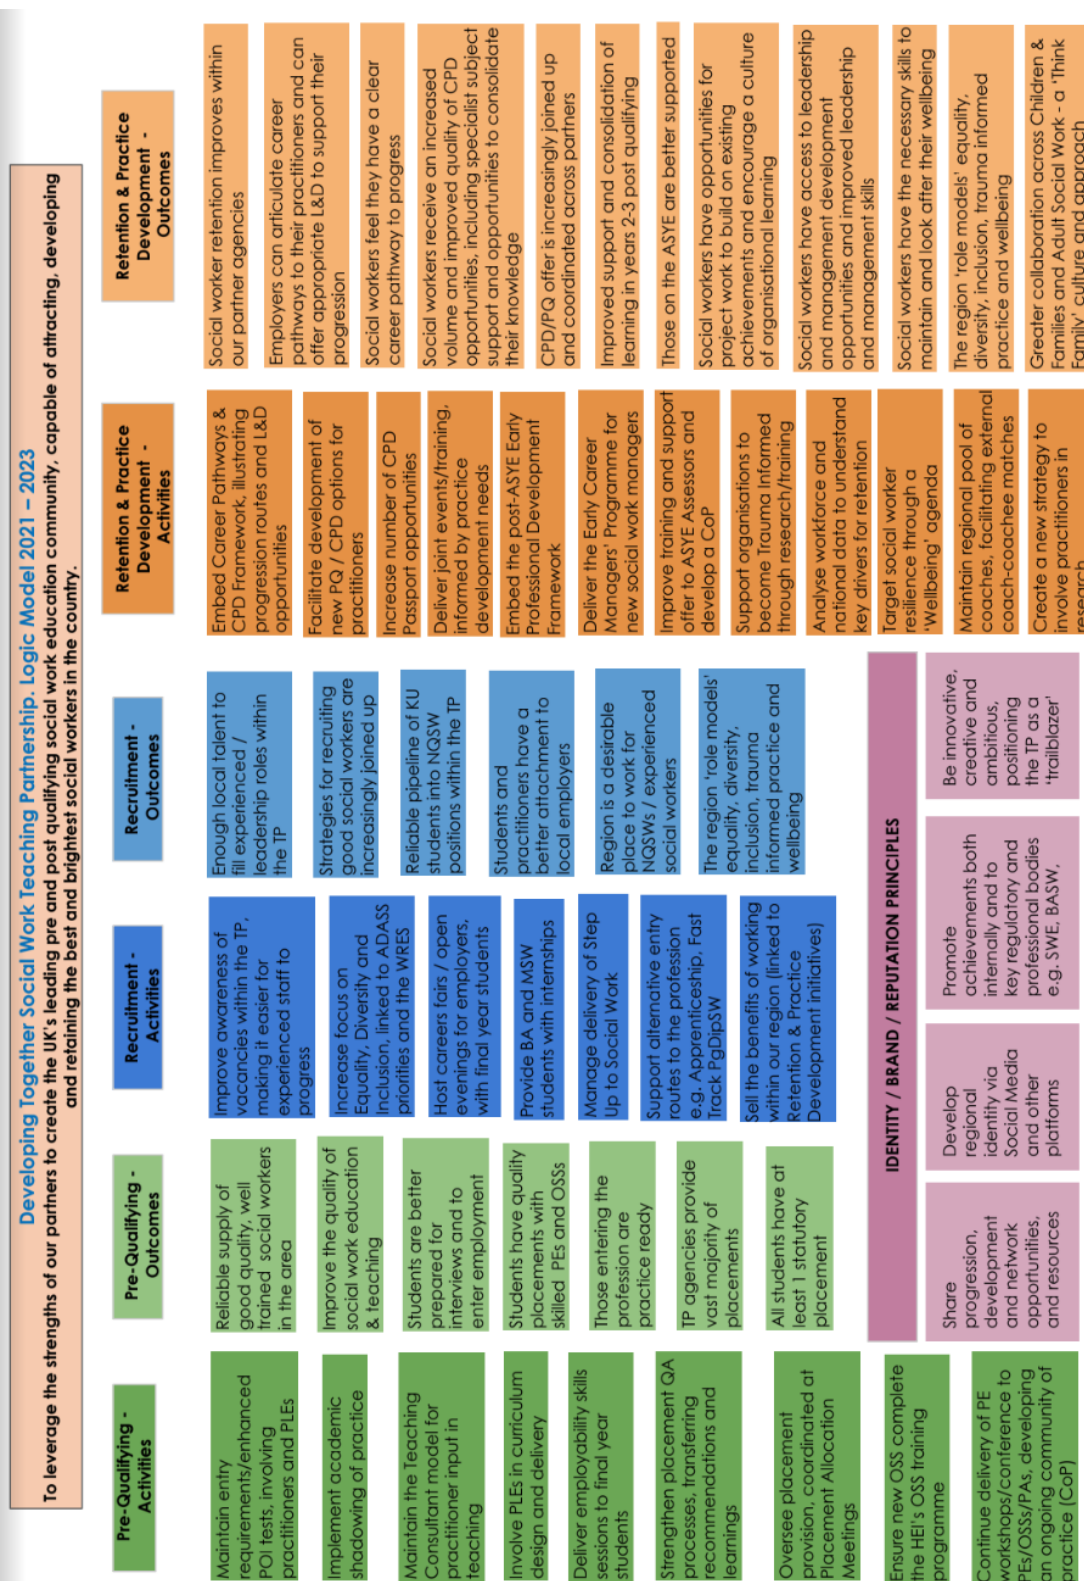 Developing Together Social Work Teaching Partnership. Logic Model 2021 – 2023
To leverage the strengths of our partners to create the UK's leading pre and post qualifying social work education community, capable of attracting, developing
and retaining the best and brightest social workers in the country.
Pre-Qualifying -
Activities
Maintain entry
requirements/enhanced
POI tests, involving
practitioners and PLEs
Implement academic
shadowing of practice
Maintain the Teaching
Consultant model for
practitioner input in
teaching
Involve PLEs in curriculum
design and delivery
Deliver employability skills
sessions to final year
students
Strengthen placement QA
processes, transferring
recommendations and
learnings
Oversee placement
provision, coordinated at
Placement Allocation
Meetings
Ensure new OSS complete
the HEI's OSS training
programme
Continue delivery of PE
workshops/conference to
PEs/OSSs/PAs, developing
an ongoing community of
practice (CoP)
Pre-Qualifying -
Outcomes
Reliable supply of
good quality, well
trained social workers
in the area
Improve the quality of
social work education
& teaching
Students are better
prepared for
interviews and to
enter employment
Students have quality
placements with
skilled PEs and OSSs
Those entering the
profession are
practice ready
TP agencies provide
vast majority of
placements
All students have at
least 1 statutory
placement
Recruitment -
Activities
Improve awareness of
vacancies within the TP,
making it easier for
experienced staff to
progress
Increase focus on
Equality, Diversity and
Inclusion, linked to ADASS
priorities and the WRES
Host careers fairs / open
evenings for employers,
with final year students
Provide BA and MSW
students with internships
Manage delivery of Step
Up to Social Work
Support alternative entry
routes to the profession
e.g. Apprenticeship, Fast
Track PgDipSW
Sell the benefits of working
within our region (linked to
Retention & Practice
Development initiatives)
Recruitment -
Outcomes
Enough local talent to
fill experienced /
leadership roles within
the TP
Strategies for recruiting
good social workers are
increasingly joined up
Reliable pipeline of KU
students into NQSW
positions within the TP
Students and
practitioners have a
better attachment to
local employers
Region is a desirable
place to work for
NQSWs / experienced
social workers
The region 'role models'
equality, diversity,
inclusion, trauma
informed practice and
wellbeing
Retention & Practice
Development -
Activities
Embed Career Pathways &
CPD Framework, illustrating
progression routes and L&D
opportunities
Facilitate development of
new PQ / CPD options for
practitioners
Increase number of CPD
Passport opportunities
Deliver joint events/training,
informed by practice
development needs
Embed the post-ASYE Early
Professional Development
Framework
Deliver the Early Career
Managers' Programme for
new social work managers
Improve training and support
offer to ASYE Assessors and
develop a CoP
Support organisations to
become Trauma Informed
through research/training
Analyse workforce and
national data to understand
key drivers for retention
Target social worker
resilience through a
'Wellbeing' agenda
Maintain regional pool of
coaches, facilitating external
coach-coachee matches
Create a new strategy to
involve practitioners in
research
Retention & Practice
Development -
Outcomes
Social worker retention improves within
our partner agencies
Employers can articulate career
pathways to their practitioners and can
offer appropriate L&D to support their
progression
Social workers feel they have a clear
career pathway to progress
Social workers receive an increased
volume and improved quality of CPD
opportunities, including specialist subject
support and opportunities to consolidate
their knowledge
CPD/PQ offer is increasingly joined up
and coordinated across partners
Improved support and consolidation of
learning in years 2-3 post qualifying
Those on the ASYE are better supported
Social workers have opportunities for
project work to build on existing
achievements and encourage a culture
of organisational learning
Social workers have access to leadership
and management development
opportunities and improved leadership
and management skills
Social workers have the necessary skills to
maintain and look after their wellbeing
The region 'role models' equality,
diversity, inclusion, trauma informed
practice and wellbeing
Greater collaboration across Children &
Families and Adult Social Work - a 'Think
Family' culture and approach
IDENTITY / BRAND / REPUTATION PRINCIPLES
Share
progression,
development
and network
opportunities,
and resources
Develop
regional
identity via
Social Media
and other
platforms
Promote
achievements both
internally and to
key regulatory and
professional bodies
e.g. SWE, BASW,
Be innovative,
creative and
ambitious,
positioning
the TP as a
'trailblazer'